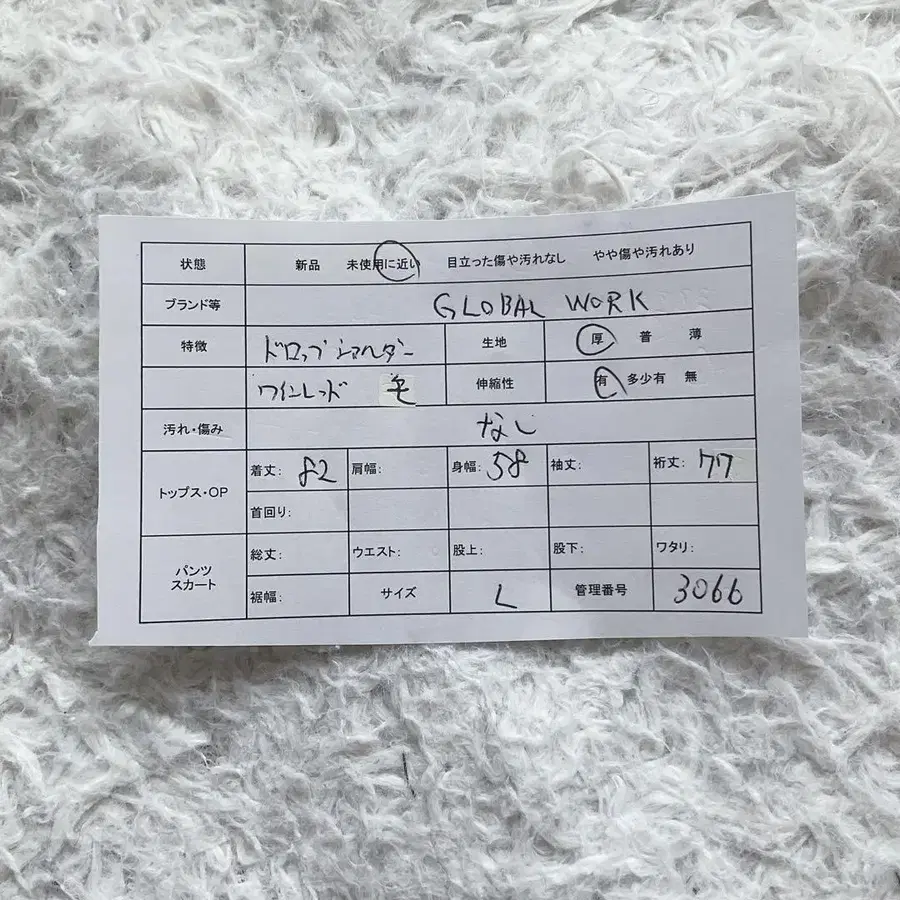 状態 新品 未使用に近い 目立った傷や汚れなし やや傷や汚れあり
ブランド等 GLOBAL WORK
特徴 ドロップショルダー 生地 厚 普 薄
ワインレッド 毛 伸縮性 有 多少有 無
汚れ・傷み なし
トップス・OP 着丈: 82 肩幅: 身幅: 58 袖丈: 裄丈: 77
首回り:
パンツ スカート 総丈: ウエスト: 股上: 股下: ワタリ:
裾幅: サイズ L 管理番号 3066